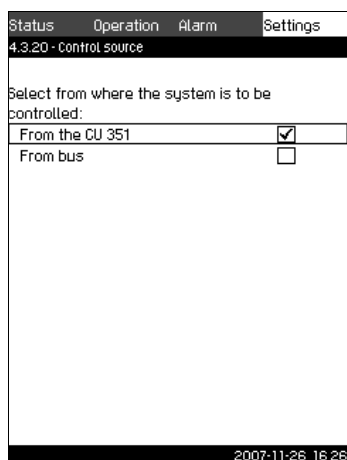 Status Operation Alarm Settings
4.3.20 - Control source
Select from where the system is to be
controlled:
From the CU 351
From bus
2007-11-26 16:26